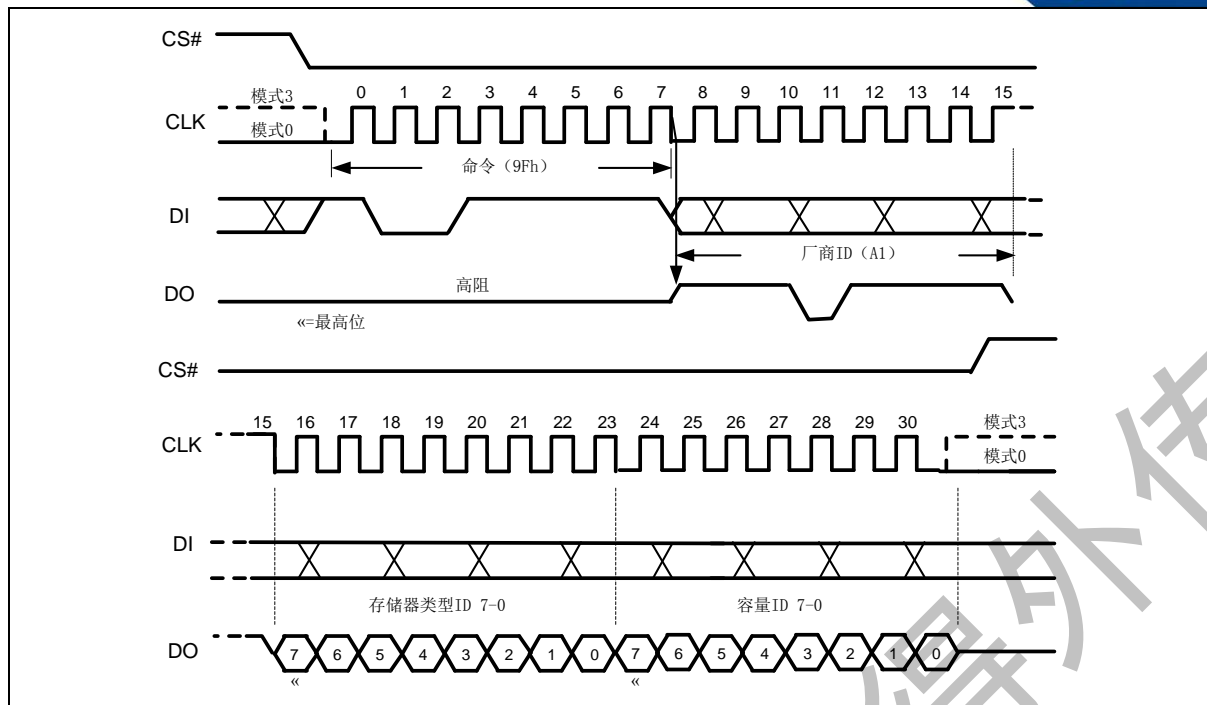 CS#
模式3
0 1 2 3 4 5 6 7 8 9 10 11 12 13 14 15
CLK
模式0
命令（9Fh）
DI
厂商ID（A1）
高阻
DO
«=最高位
CS#
15 16 17 18 19 20 21 22 23 24 25 26 27 28 29 30
模式3
CLK
模式0
DI
存储器类型ID 7-0
容量ID 7-0
DO
7 6 5 4 3 2 1 0 7 6 5 4 3 2 1 0
« «
得外传